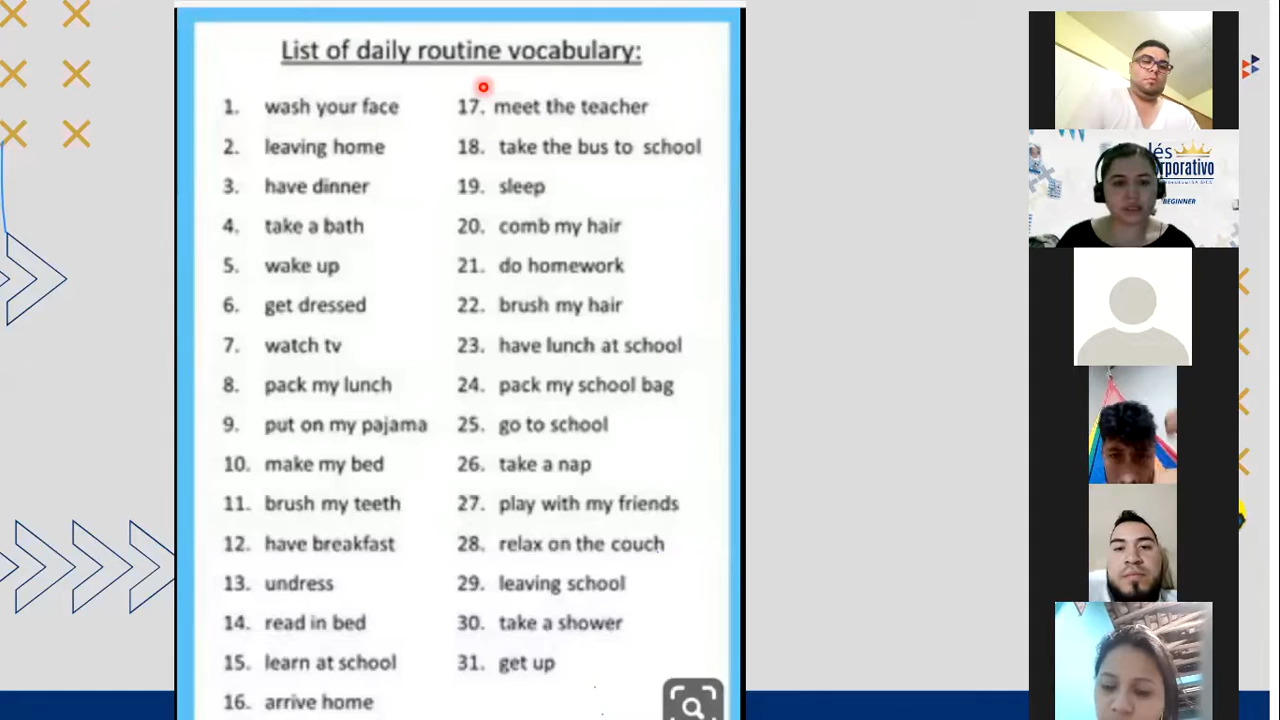 List of daily routine vocabulary:
1. wash your face
2. leaving home
3. have dinner
4. take a bath
5. wake up
6. get dressed
7. watch tv
8. pack my lunch
9. put on my pajama
10. make my bed
11. brush my teeth
12. have breakfast
13. undress
14. read in bed
15. learn at school
16. arrive home
17. meet the teacher
18. take the bus to school
19. sleep
20. comb my hair
21. do homework
22. brush my hair
23. have lunch at school
24. pack my school bag
25. go to school
26. take a nap
27. play with my friends
28. relax on the couch
29. leaving school
30. take a shower
31. get up
BEGINNER